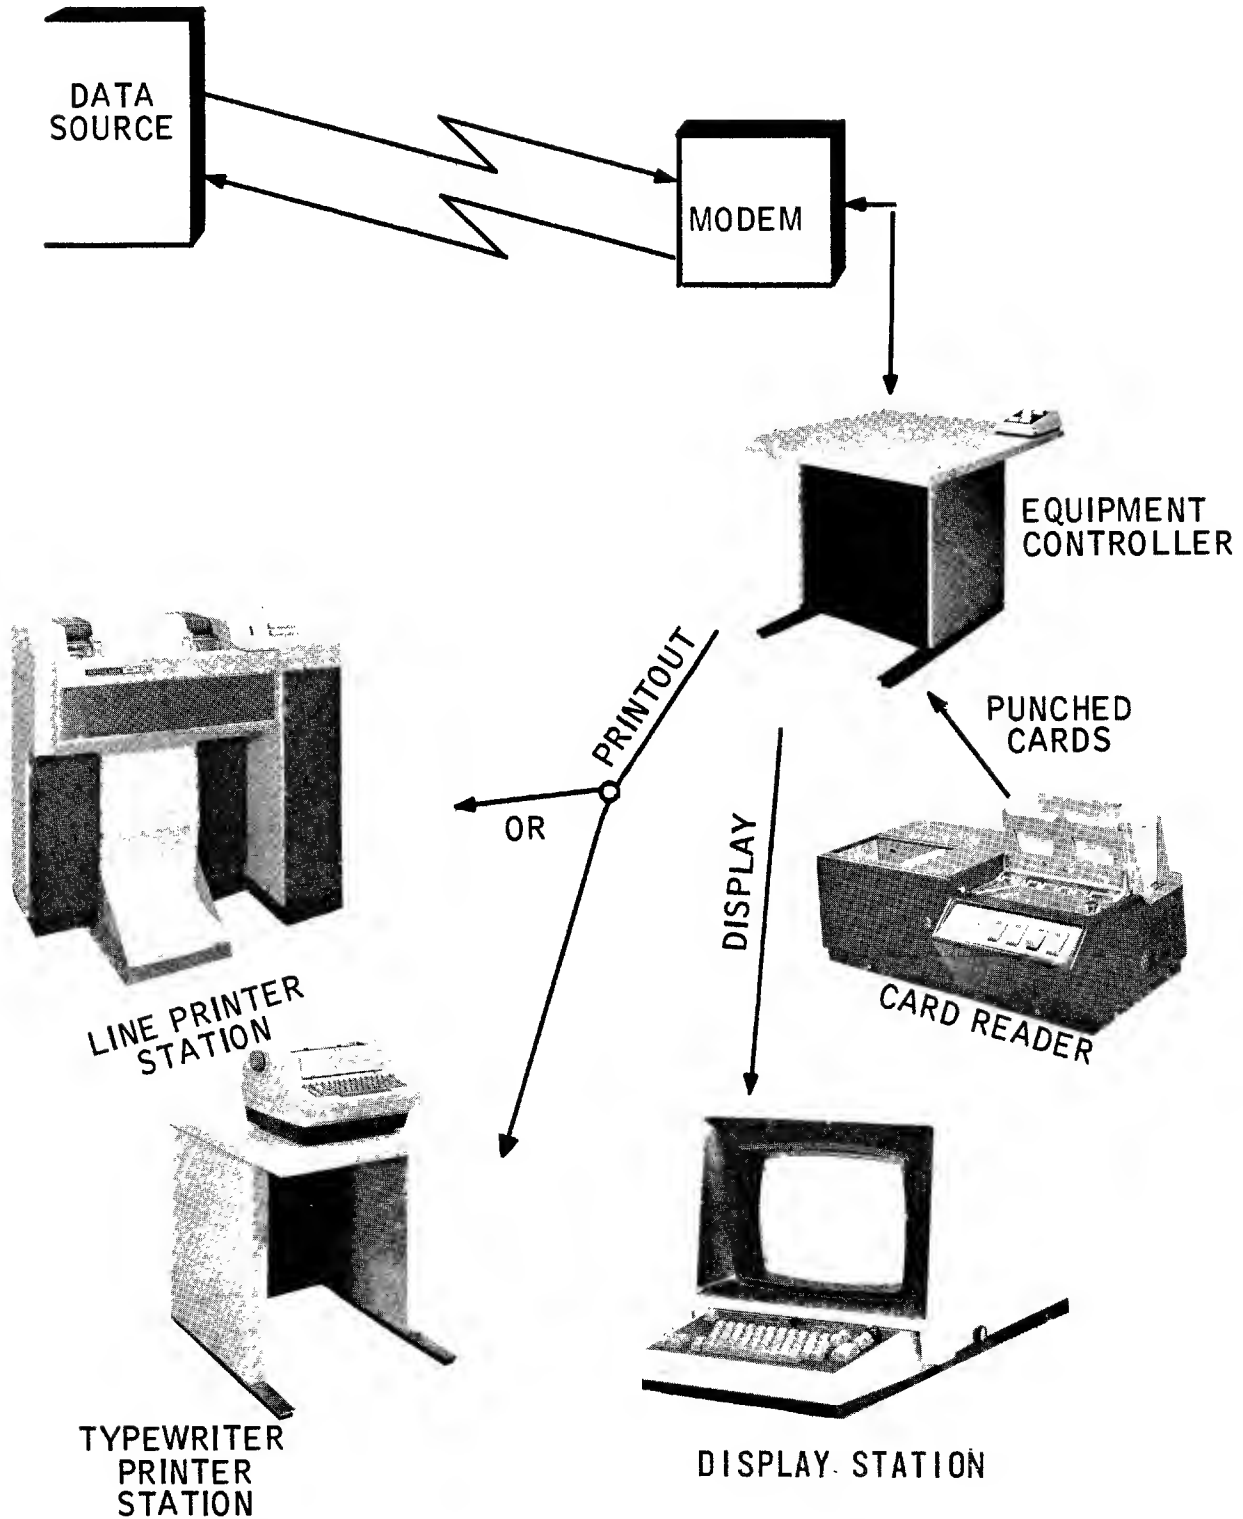 DATA
SOURCE
MODEM
EQUIPMENT
CONTROLLER
PRINTOUT
PUNCHED
CARDS
OR
DISPLAY
CARD READER
LINE PRINTER
STATION
TYPEWRITER
PRINTER
STATION
DISPLAY STATION